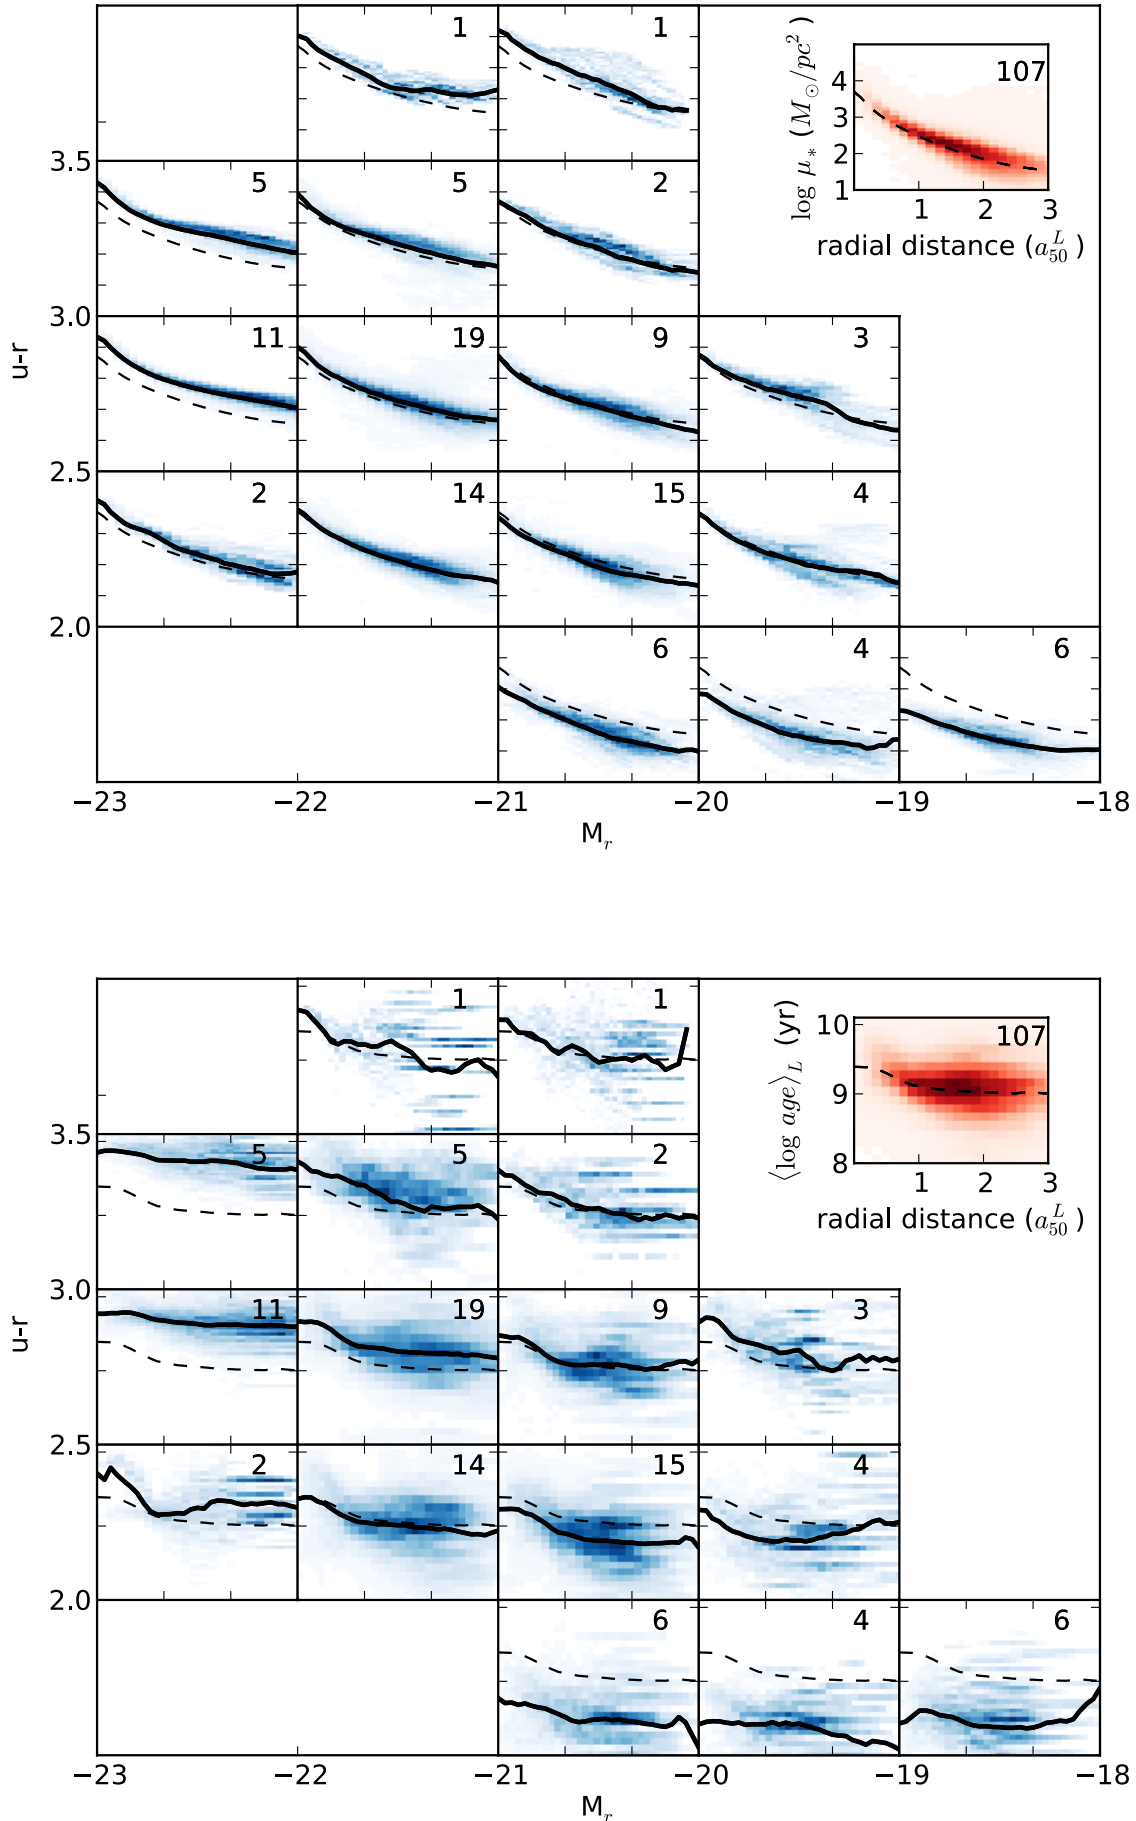 1 1 107
4
3
2
1
log μ* (M⊙/pc²)
1 2 3
radial distance (a₅₀ᴸ)
3.5
5 5 2
3.0
u-r
11 19 9 3
2.5
2 14 15 4
2.0
6 4 6
−23 −22 −21 −20 −19 −18
Mᵣ
1 1 107
10
9
8
⟨log age⟩L (yr)
1 2 3
radial distance (a₅₀ᴸ)
3.5
5 5 2
3.0
u-r
11 19 9 3
2.5
2 14 15 4
2.0
6 4 6
−23 −22 −21 −20 −19 −18
Mᵣ